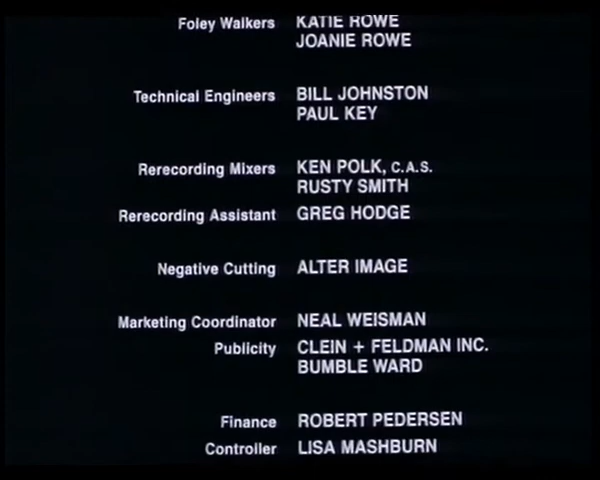 Foley Walkers KATIE ROWE
JOANIE ROWE
Technical Engineers BILL JOHNSTON
PAUL KEY
Rerecording Mixers KEN POLK, C.A.S.
RUSTY SMITH
Rerecording Assistant GREG HODGE
Negative Cutting ALTER IMAGE
Marketing Coordinator NEAL WEISMAN
Publicity CLEIN + FELDMAN INC.
BUMBLE WARD
Finance ROBERT PEDERSEN
Controller LISA MASHBURN